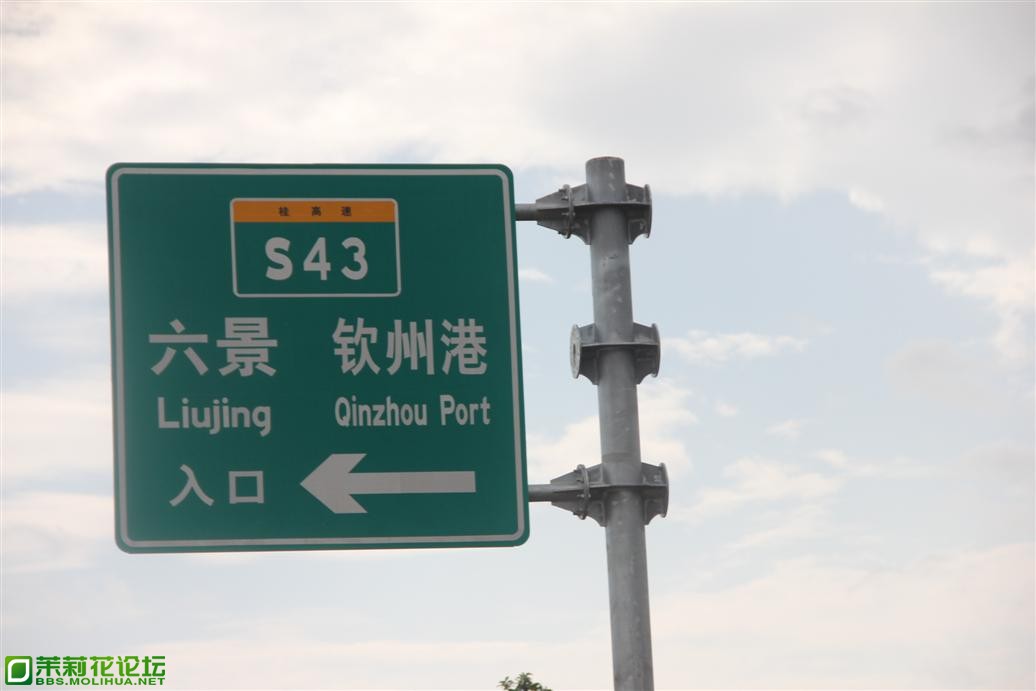 桂 高 速
S43
六景 钦州港
Liujing Qinzhou Port
入口
茉莉花论坛
BBS.MOLIHUA.NET